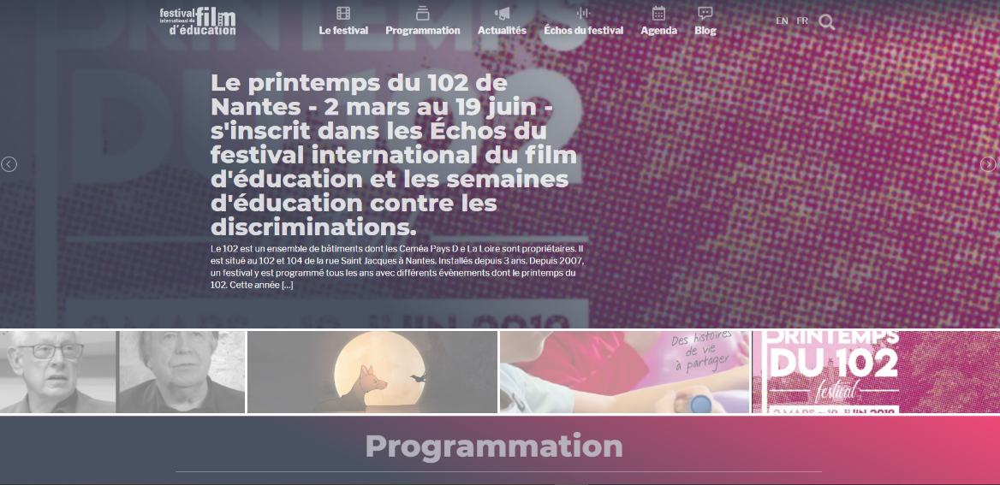 festival film
international du
d'éducation
Le festival Programmation Actualités Échos du festival Agenda Blog EN FR
Le printemps du 102 de
Nantes - 2 mars au 19 juin -
s'inscrit dans les Échos du
festival international du film
d'éducation et les semaines
d'éducation contre les
discriminations.
Le 102 est un ensemble de bâtiments dont les Ceméa Pays D e La Loire sont propriétaires. Il
est situé au 102 et 104 de la rue Saint Jacques à Nantes. Installés depuis 3 ans. Depuis 2007,
un festival y est programmé tous les ans avec différents évènements dont le printemps du
102. Cette année [...]
Des histoires
de vie
à partager
PRINTEMPS
DU 102
festival
2 MARS - 19 JUIN 2019
Programmation